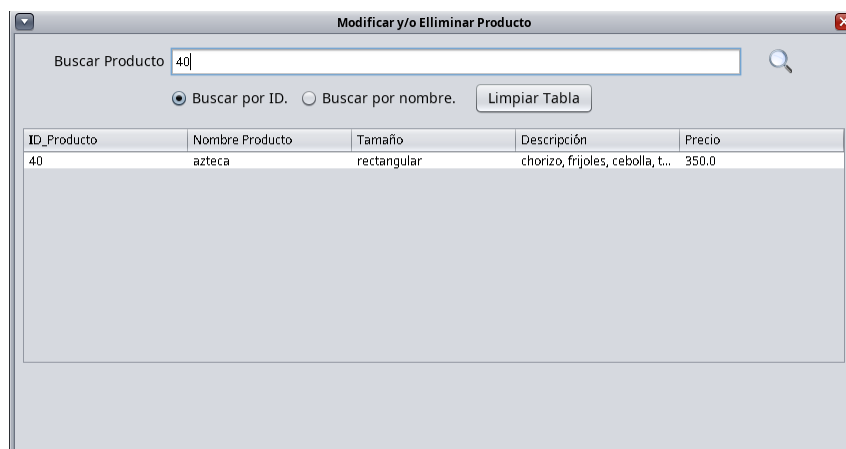 Modificar y/o Elliminar Producto
Buscar Producto 40
Buscar por ID. Buscar por nombre. Limpiar Tabla
ID_Producto Nombre Producto Tamaño Descripción Precio
40 azteca rectangular chorizo, frijoles, cebolla, t... 350.0